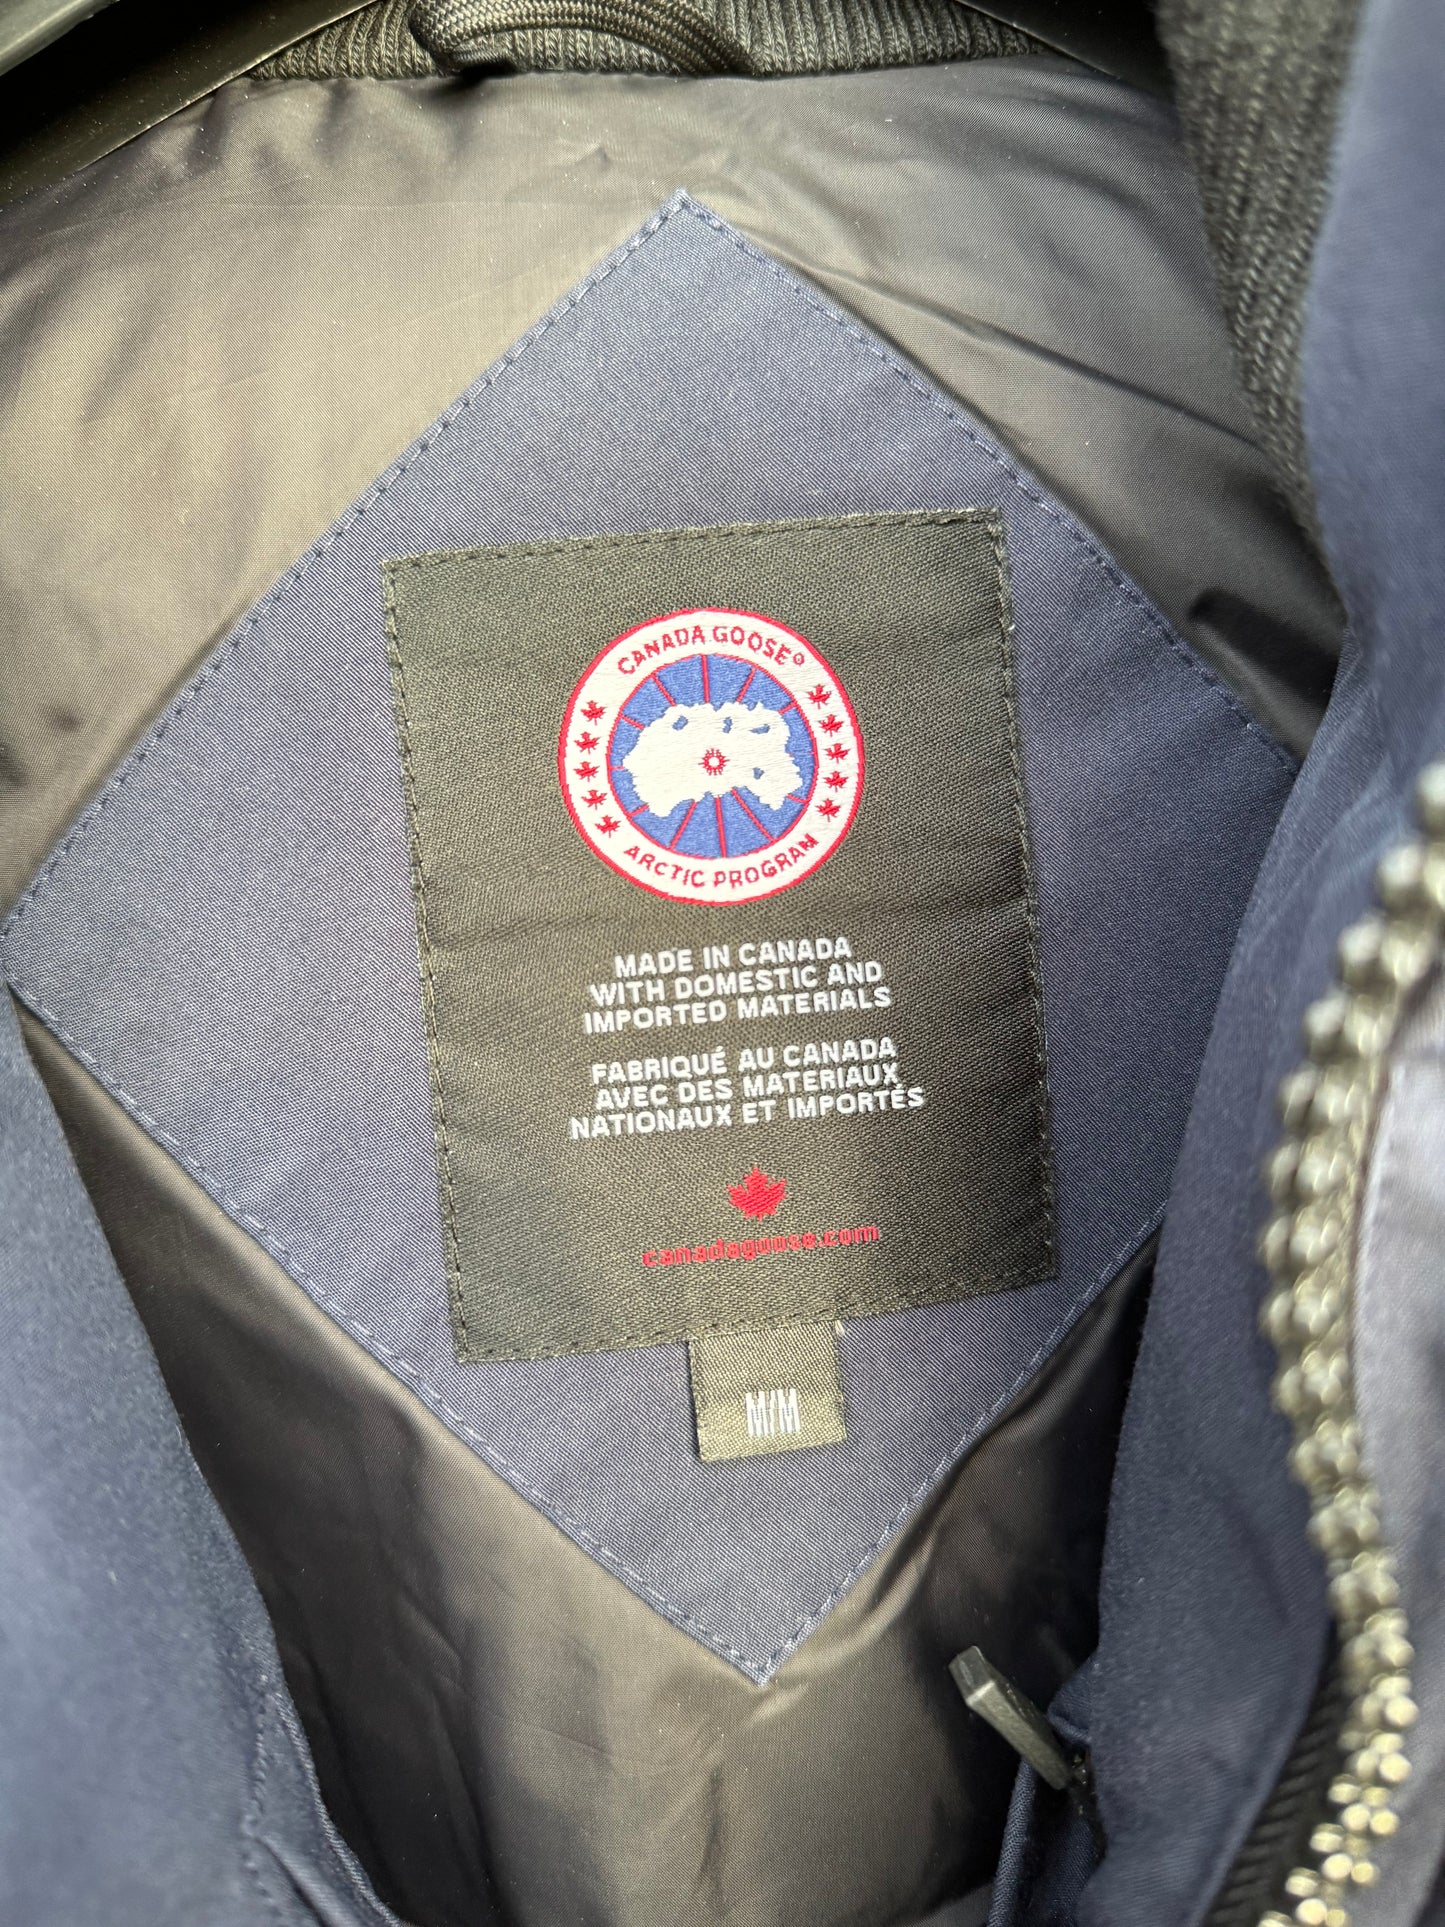 CANADA GOOSE®
ARCTIC PROGRAM
MADE IN CANADA
WITH DOMESTIC AND
IMPORTED MATERIALS
FABRIQUÉ AU CANADA
AVEC DES MATERIAUX
NATIONAUX ET IMPORTÉS
canadagoose.com
M/M